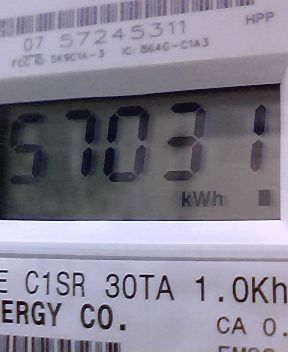 HPP
07 57245311
FCC ID: SK9C1A-3 IC: 864G-C1A3
57031
kWh
E C1SR 30TA 1.0Kh
ERGY CO.
CA 0.